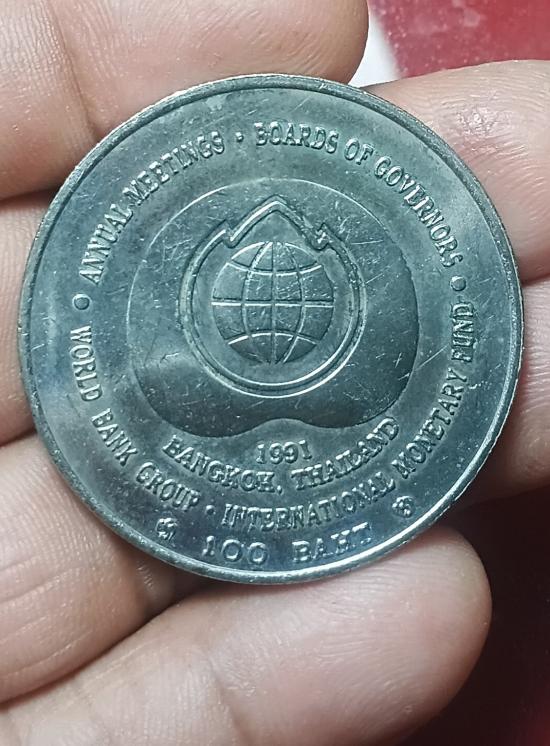 ANNUAL MEETINGS • BOARDS OF GOVERNORS
WORLD BANK GROUP • INTERNATIONAL MONETARY FUND
1991
BANGKOK, THAILAND
100 BAHT